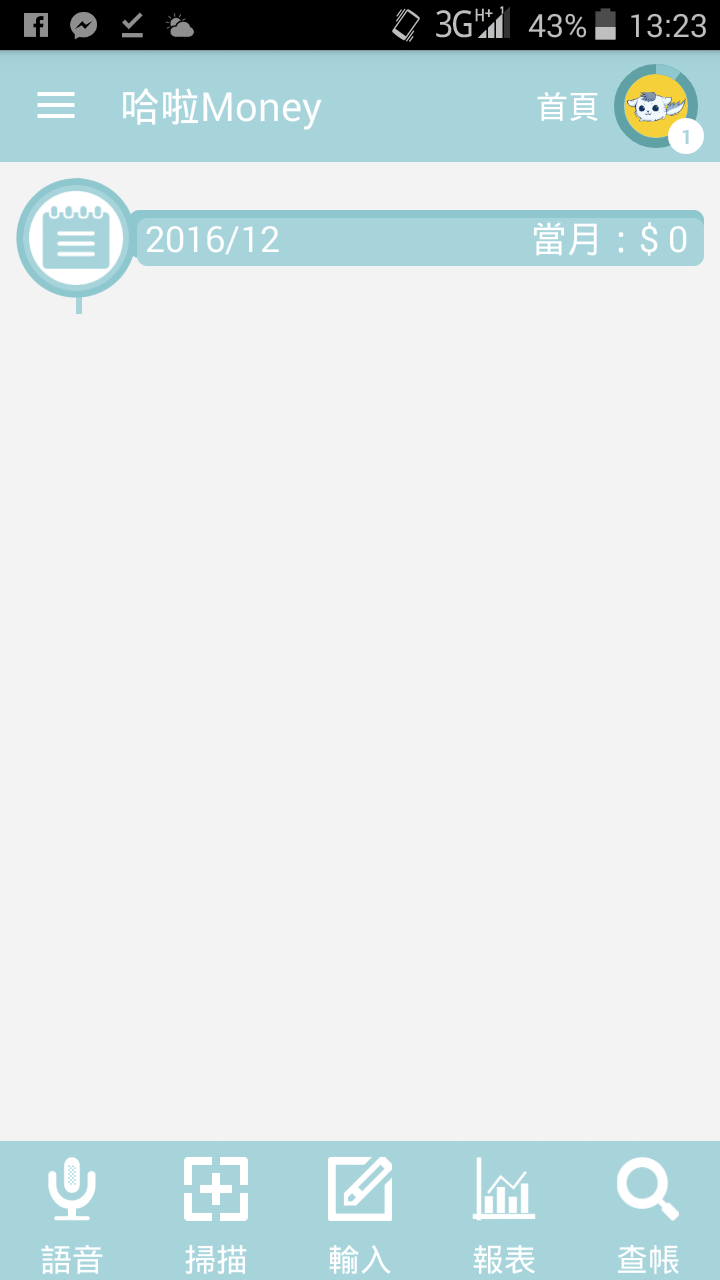 3G H+ 1 43% 13:23
哈啦Money 首頁
1
2016/12 當月：$ 0
語音 掃描 輸入 報表 查帳